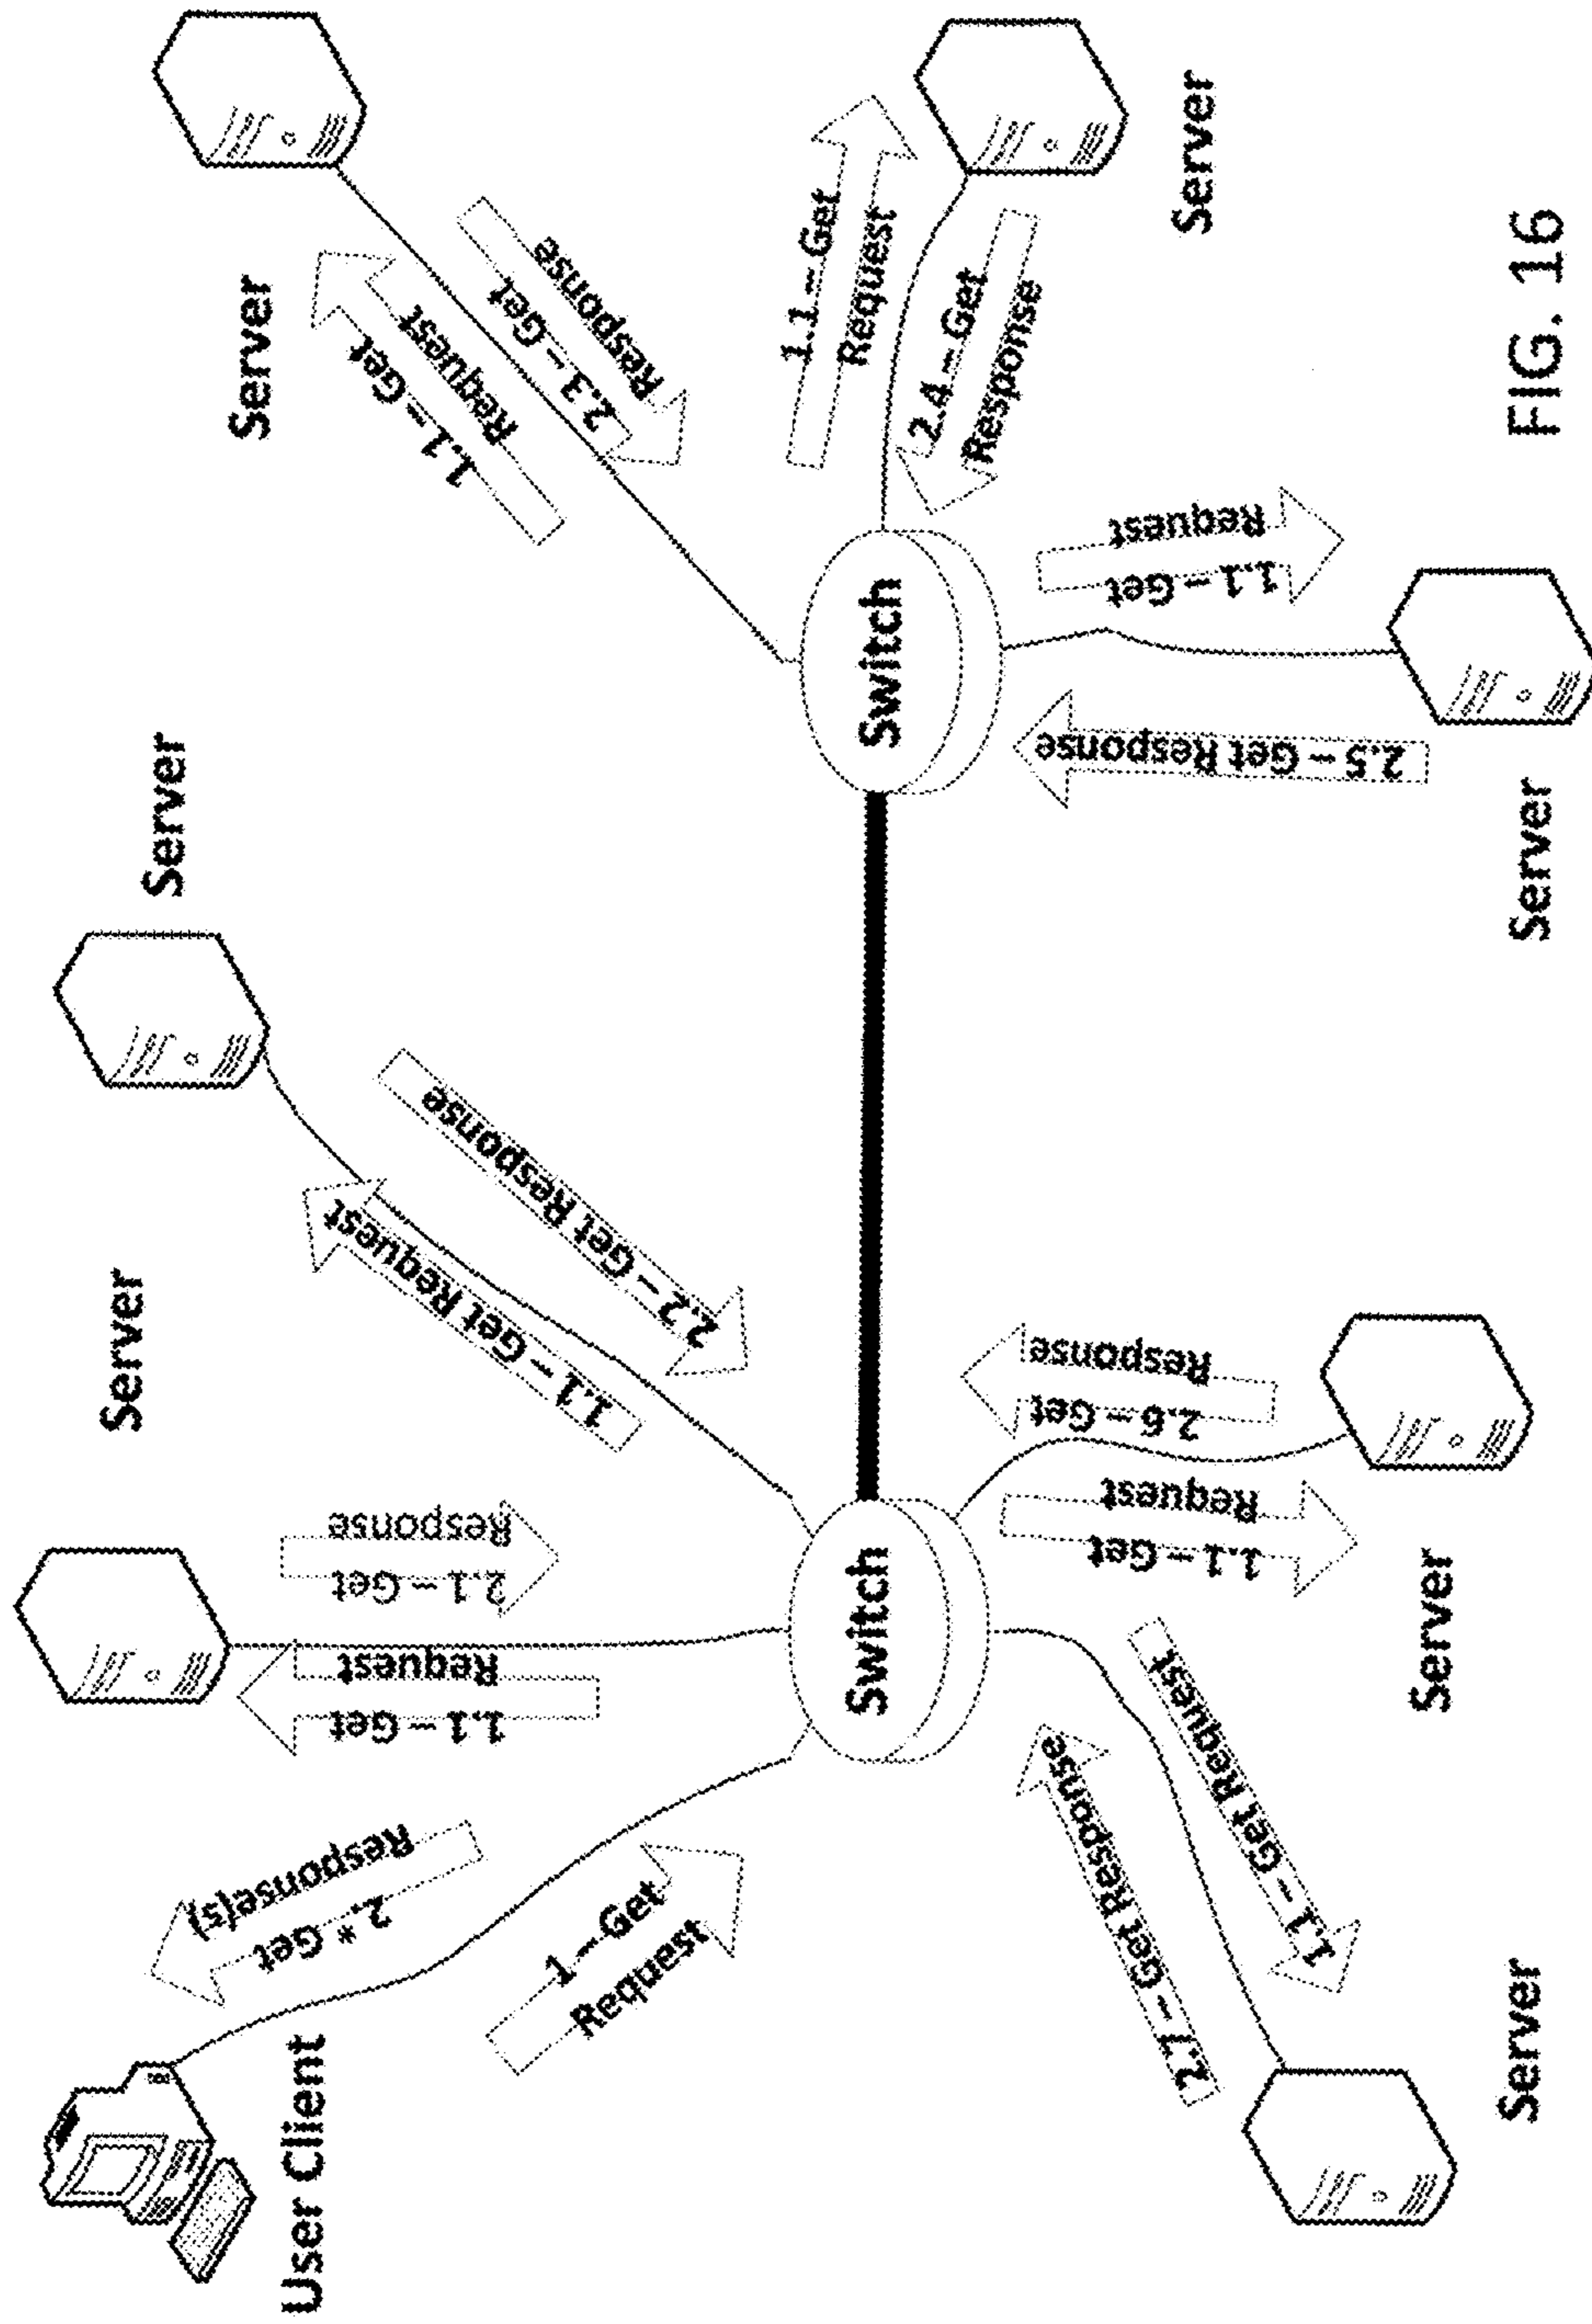 User Client
2.* Get
Response(s)
1 – Get
Request
Server
1.1 – Get
Request
2.1 – Get
Response
Server
1.1 – Get Request
2.2 – Get Response
Server
1.1 – Get
Request
2.3 – Get
Response
Switch
Switch
1.1 – Get
Request
2.4 – Get
Response
Server
2.7 – Get Response
1.1 – Get Request
Server
1.1 – Get
Request
2.6 – Get
Response
Server
2.5 – Get Response
1.1 – Get
Request
Server
FIG. 16